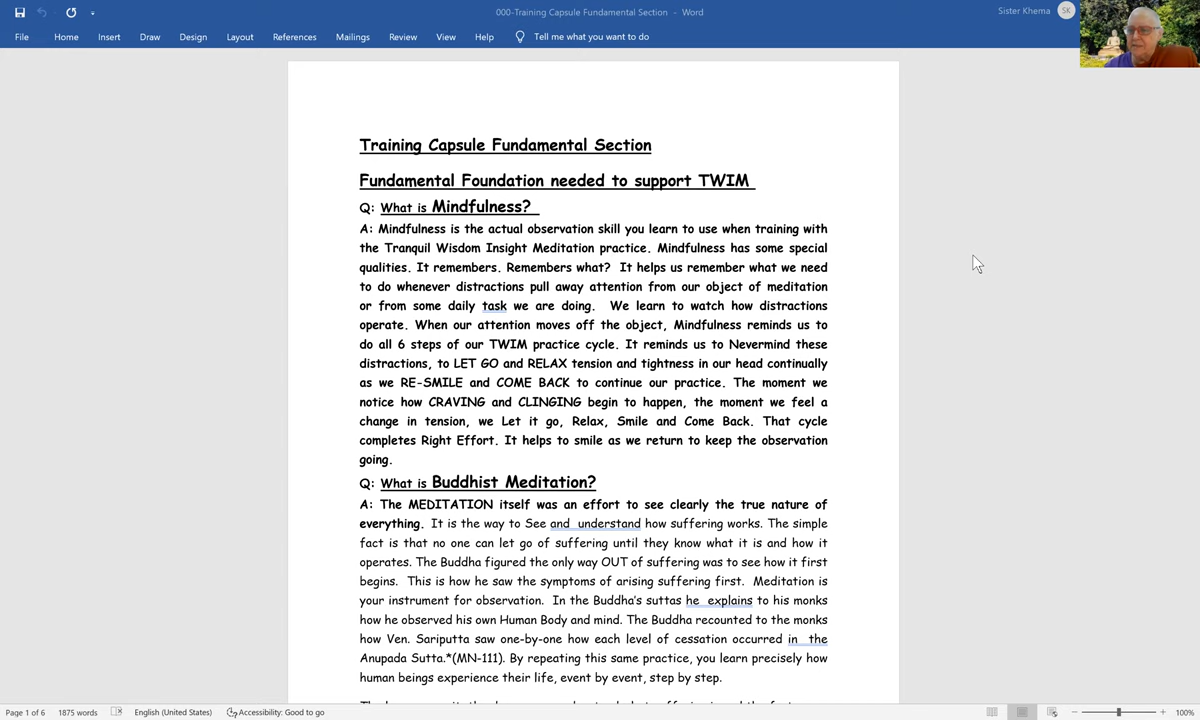 000-Training Capsule Fundamental Section - Word
Sister Khema SK
File Home Insert Draw Design Layout References Mailings Review View Help Tell me what you want to do
Training Capsule Fundamental Section
Fundamental Foundation needed to support TWIM
Q: What is Mindfulness?
A: Mindfulness is the actual observation skill you learn to use when training with
the Tranquil Wisdom Insight Meditation practice. Mindfulness has some special
qualities. It remembers. Remembers what? It helps us remember what we need
to do whenever distractions pull away attention from our object of meditation
or from some daily task we are doing. We learn to watch how distractions
operate. When our attention moves off the object, Mindfulness reminds us to
do all 6 steps of our TWIM practice cycle. It reminds us to Nevermind these
distractions, to LET GO and RELAX tension and tightness in our head continually
as we RE-SMILE and COME BACK to continue our practice. The moment we
notice how CRAVING and CLINGING begin to happen, the moment we feel a
change in tension, we Let it go, Relax, Smile and Come Back. That cycle
completes Right Effort. It helps to smile as we return to keep the observation
going.
Q: What is Buddhist Meditation?
A: The MEDITATION itself was an effort to see clearly the true nature of
everything. It is the way to See and understand how suffering works. The simple
fact is that no one can let go of suffering until they know what it is and how it
operates. The Buddha figured the only way OUT of suffering was to see how it first
begins. This is how he saw the symptoms of arising suffering first. Meditation is
your instrument for observation. In the Buddha's suttas he explains to his monks
how he observed his own Human Body and mind. The Buddha recounted to the monks
how Ven. Sariputta saw one-by-one how each level of cessation occurred in the
Anupada Sutta.*(MN-111). By repeating this same practice, you learn precisely how
human beings experience their life, event by event, step by step.
Page 1 of 6 1875 words English (United States) Accessibility: Good to go 100%